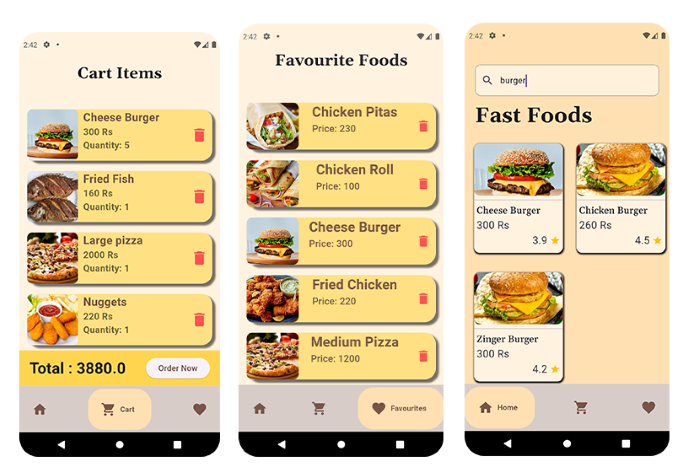 2:42
Cart Items
Cheese Burger
300 Rs
Quantity: 5
Fried Fish
160 Rs
Quantity: 1
Large pizza
2000 Rs
Quantity: 1
Nuggets
220 Rs
Quantity: 1
Total : 3880.0 Order Now
Cart
2:42
Favourite Foods
Chicken Pitas
Price: 230
Chicken Roll
Price: 100
Cheese Burger
Price: 300
Fried Chicken
Price: 220
Medium Pizza
Price: 1200
Favourites
2:42
burger
Fast Foods
Cheese Burger
300 Rs
3.9
Chicken Burger
260 Rs
4.5
Zinger Burger
300 Rs
4.2
Home